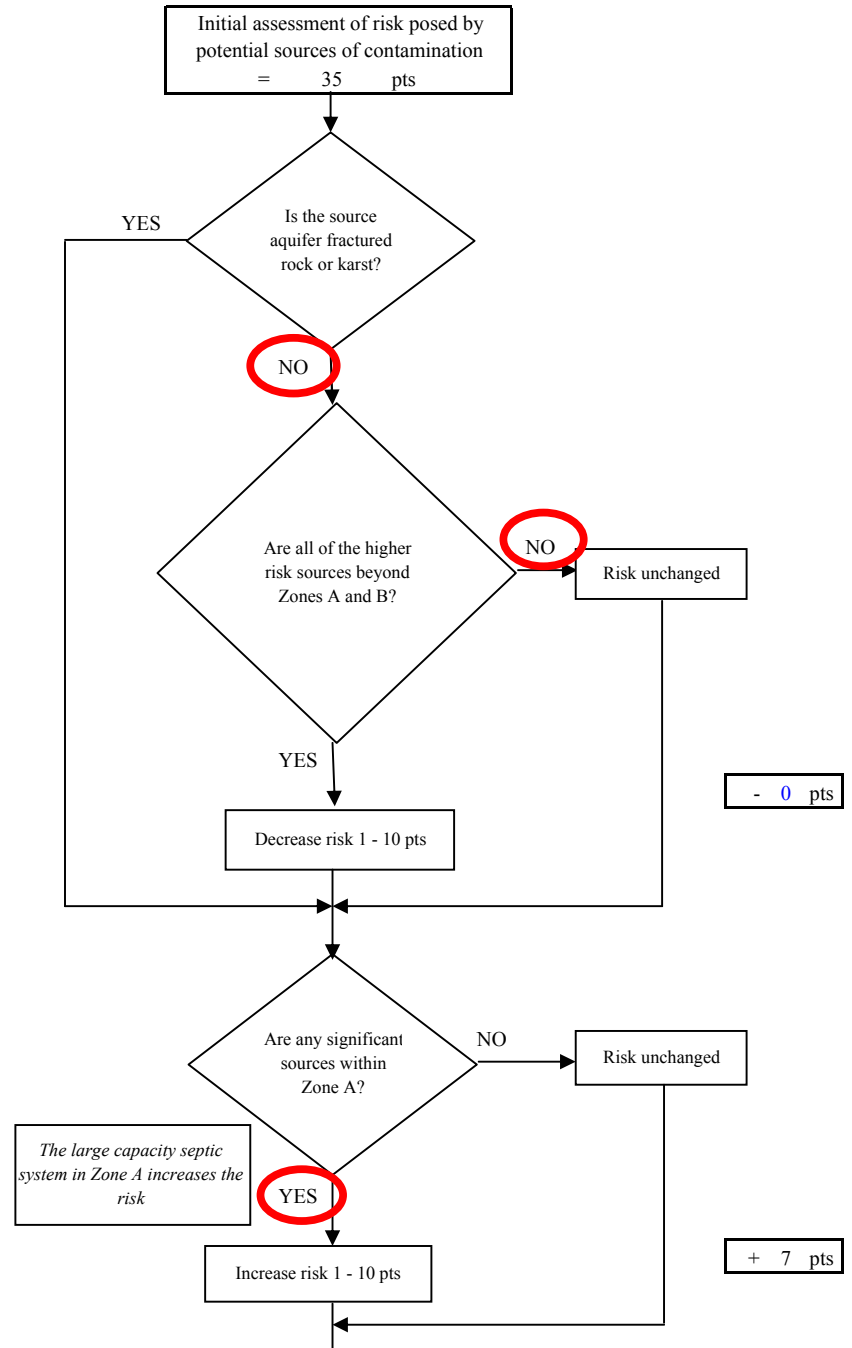 Initial assessment of risk posed by
potential sources of contamination
= 35 pts
YES
Is the source
aquifer fractured
rock or karst?
NO
Are all of the higher
risk sources beyond
Zones A and B?
NO
Risk unchanged
YES
- 0 pts
Decrease risk 1 - 10 pts
Are any significant
sources within
Zone A?
NO
Risk unchanged
The large capacity septic
system in Zone A increases the
risk
YES
+ 7 pts
Increase risk 1 - 10 pts